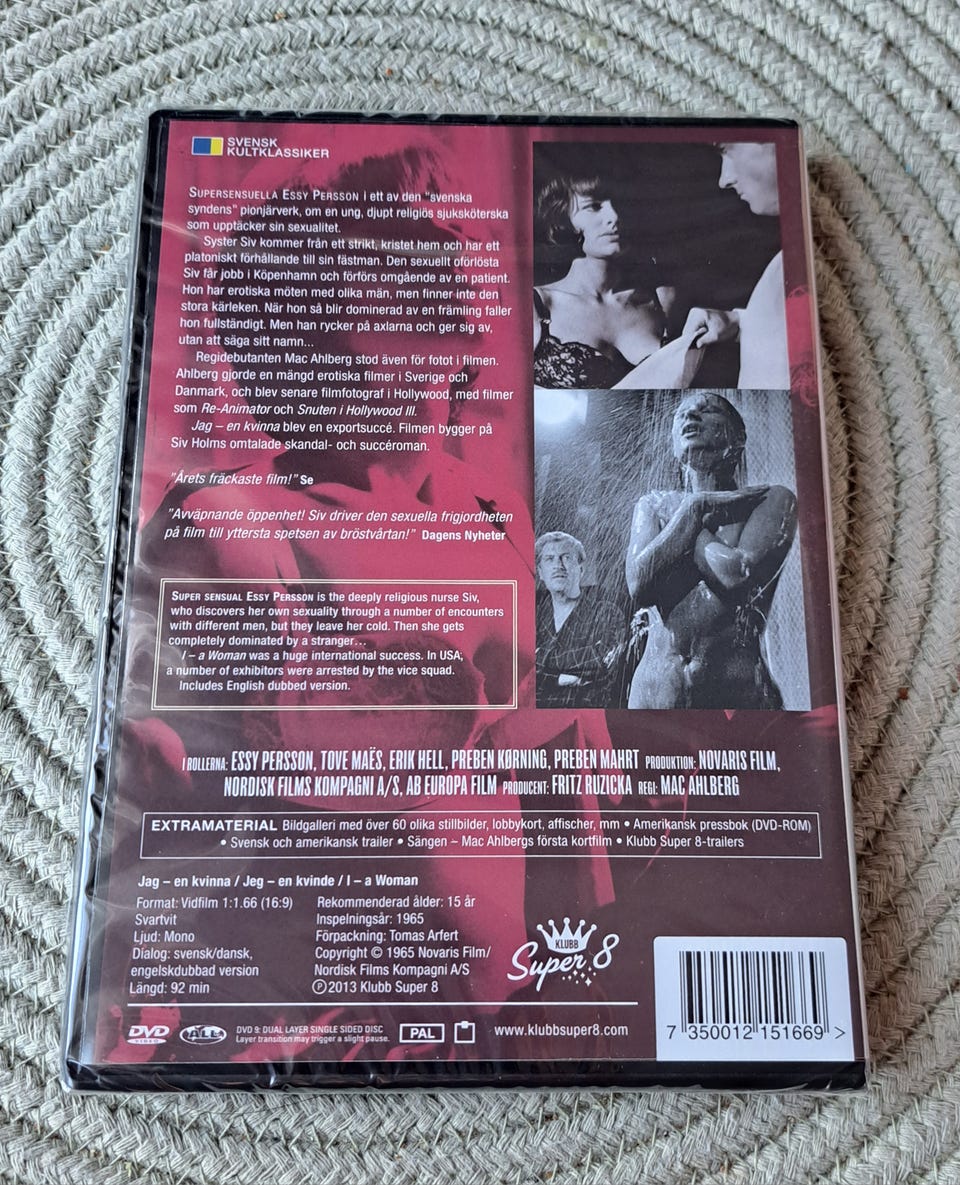 SVENSK
KULTKLASSIKER
SUPERSENSUELLA ESSY PERSSON i ett av den "svenska
syndens" pionjärverk, om en ung, djupt religiös sjuksköterska
som upptäcker sin sexualitet.
Syster Siv kommer från ett strikt, kristet hem och har ett
platoniskt förhållande till sin fästman. Den sexuellt oförlösta
Siv får jobb i Köpenhamn och förförs omgående av en patient.
Hon har erotiska möten med olika män, men finner inte den
stora kärleken. När hon så blir dominerad av en främling faller
hon fullständigt. Men han rycker på axlarna och ger sig av,
utan att säga sitt namn...
Regidebutanten Mac Ahlberg stod även för fotot i filmen.
Ahlberg gjorde en mängd erotiska filmer i Sverige och
Danmark, och blev senare filmfotograf i Hollywood, med filmer
som Re-Animator och Snuten i Hollywood III.
Jag – en kvinna blev en exportsuccé. Filmen bygger på
Siv Holms omtalade skandal- och succéroman.
"Årets fräckaste film!" Se
"Avväpnande öppenhet! Siv driver den sexuella frigjordheten
på film till yttersta spetsen av bröstvårtan!" Dagens Nyheter
SUPER SENSUAL ESSY PERSSON is the deeply religious nurse Siv,
who discovers her own sexuality through a number of encounters
with different men, but they leave her cold. Then she gets
completely dominated by a stranger…
I – a Woman was a huge international success. In USA,
a number of exhibitors were arrested by the vice squad.
Includes English dubbed version.
I ROLLERNA: ESSY PERSSON, TOVE MAËS, ERIK HELL, PREBEN KØRNING, PREBEN MAHRT PRODUKTION: NOVARIS FILM,
NORDISK FILMS KOMPAGNI A/S, AB EUROPA FILM PRODUCENT: FRITZ RUZICKA REGI: MAC AHLBERG
EXTRAMATERIAL Bildgalleri med över 60 olika stillbilder, lobbykort, affischer, mm • Amerikansk pressbok (DVD-ROM)
• Svensk och amerikansk trailer • Sången – Mac Ahlbergs första kortfilm • Klubb Super 8-trailers
Jag – en kvinna / Jeg – en kvinde / I – a Woman
Format: Vidfilm 1:1.66 (16:9)
Svartvit
Ljud: Mono
Dialog: svensk/dansk,
engelskdubbad version
Längd: 92 min
Rekommenderad ålder: 15 år
Inspelningsår: 1965
Förpackning: Tomas Arfert
Copyright © 1965 Novaris Film/
Nordisk Films Kompagni A/S
℗ 2013 Klubb Super 8
KLUBB
Super 8
DVD
VIDEO
ALL
DVD 9: DUAL LAYER SINGLE SIDED DISC
Layer transition may trigger a slight pause.
PAL
www.klubbsuper8.com
7 350012 151669 >